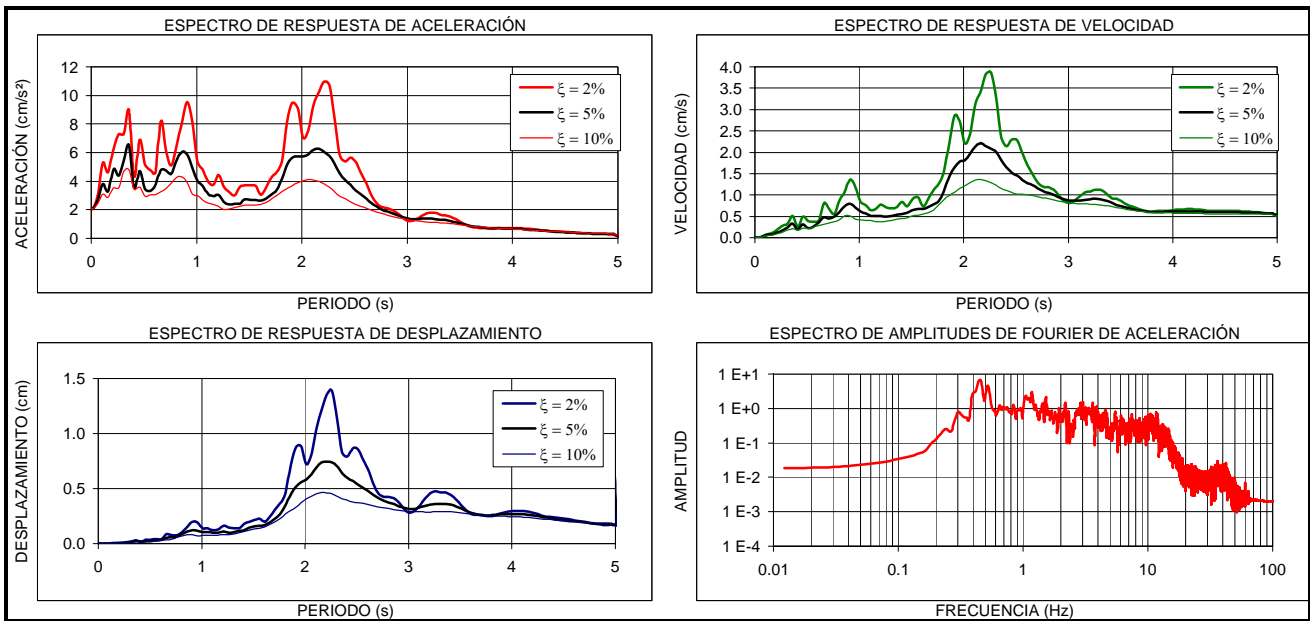 ESPECTRO DE RESPUESTA DE ACELERACIÓN
ACELERACIÓN (cm/s²)
12
10
8
6
4
2
0
ξ = 2%
ξ = 5%
ξ = 10%
0 1 2 3 4 5
PERIODO (s)
ESPECTRO DE RESPUESTA DE VELOCIDAD
VELOCIDAD (cm/s)
4.0
3.5
3.0
2.5
2.0
1.5
1.0
0.5
0.0
ξ = 2%
ξ = 5%
ξ = 10%
0 1 2 3 4 5
PERIODO (s)
ESPECTRO DE RESPUESTA DE DESPLAZAMIENTO
DESPLAZAMIENTO (cm)
1.5
1.0
0.5
0.0
ξ = 2%
ξ = 5%
ξ = 10%
0 1 2 3 4 5
PERIODO (s)
ESPECTRO DE AMPLITUDES DE FOURIER DE ACELERACIÓN
AMPLITUD
1 E+1
1 E+0
1 E-1
1 E-2
1 E-3
1 E-4
0.01 0.1 1 10 100
FRECUENCIA (Hz)